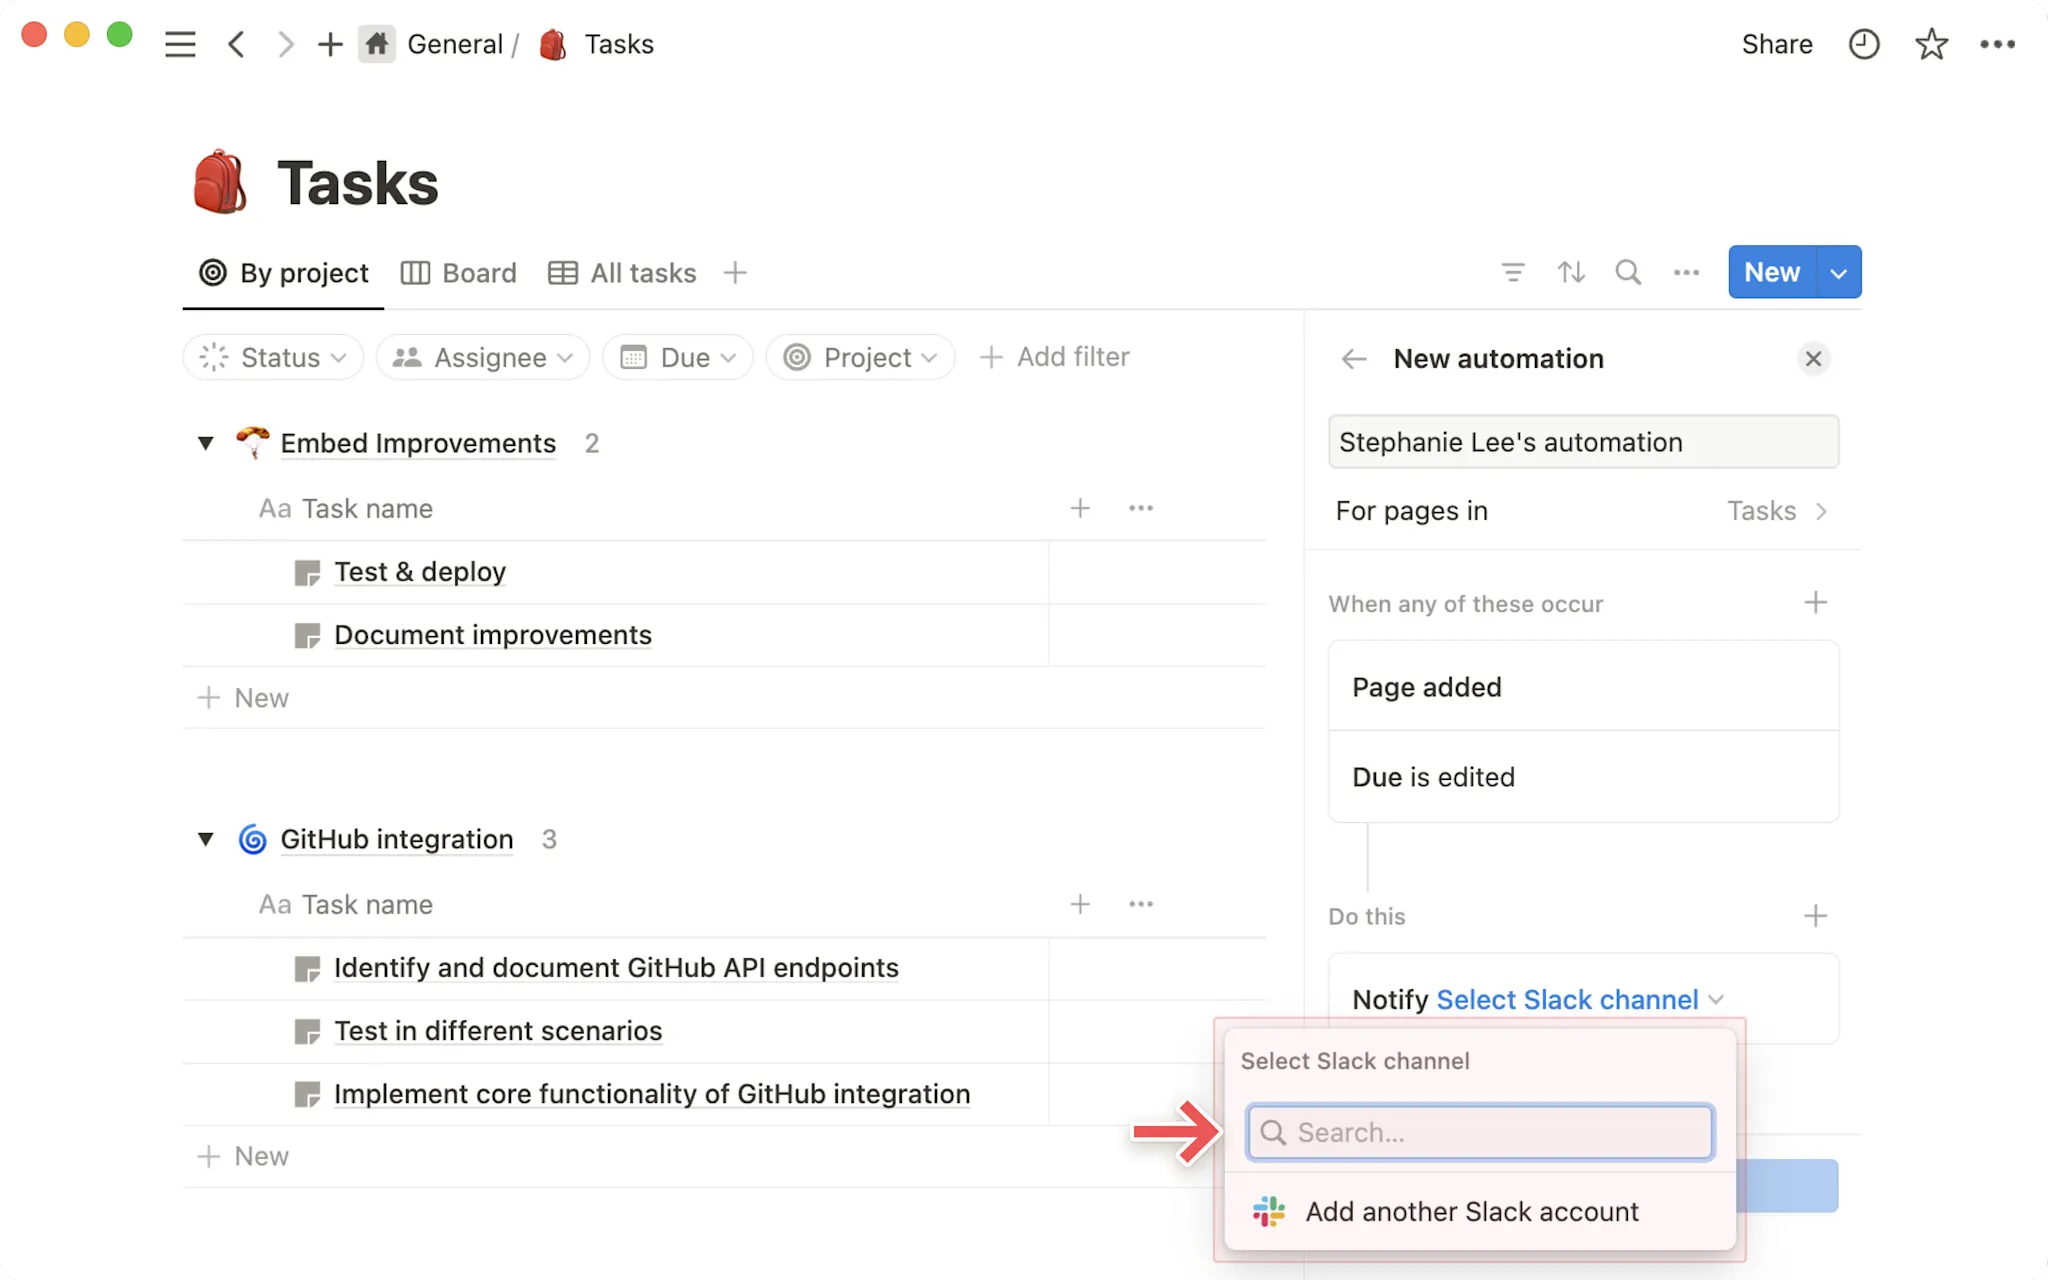 General / Tasks
Share
Tasks
By project
Board
All tasks
New
Status
Assignee
Due
Project
Add filter
Embed Improvements 2
Aa Task name
Test & deploy
Document improvements
New
GitHub integration 3
Aa Task name
Identify and document GitHub API endpoints
Test in different scenarios
Implement core functionality of GitHub integration
New
New automation
Stephanie Lee's automation
For pages in Tasks
When any of these occur
Page added
Due is edited
Do this
Notify Select Slack channel
Select Slack channel
Search...
Add another Slack account